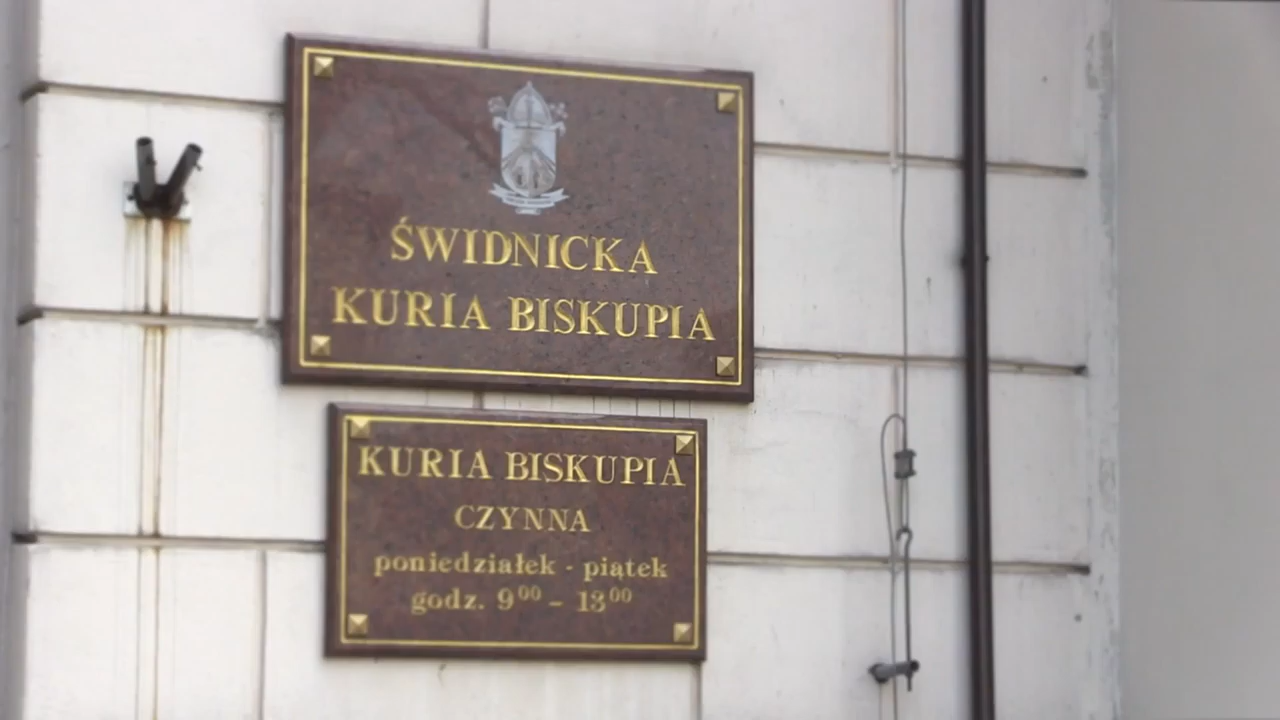 ŚWIDNICKA
KURIA BISKUPIA
KURIA BISKUPIA
CZYNNA
poniedziałek - piątek
godz. 9⁰⁰ - 13⁰⁰